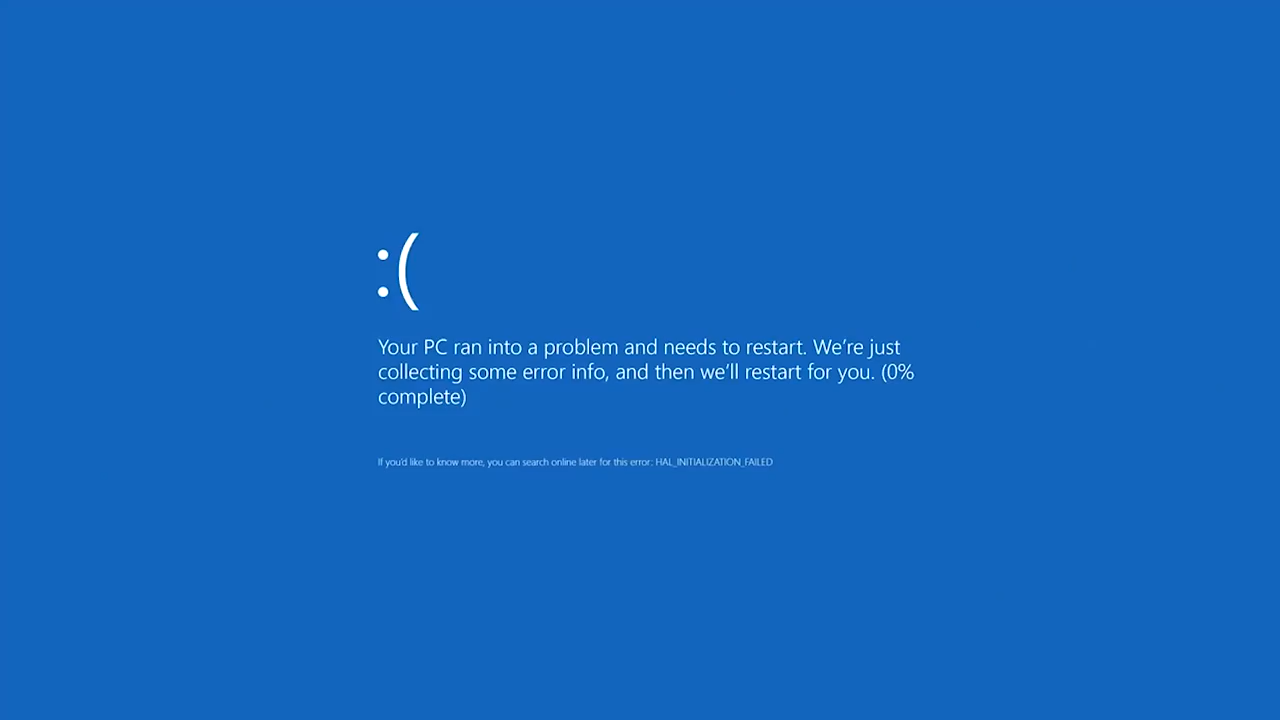 :(
Your PC ran into a problem and needs to restart. We’re just
collecting some error info, and then we’ll restart for you. (0%
complete)
If you’d like to know more, you can search online later for this error: HAL_INITIALIZATION_FAILED